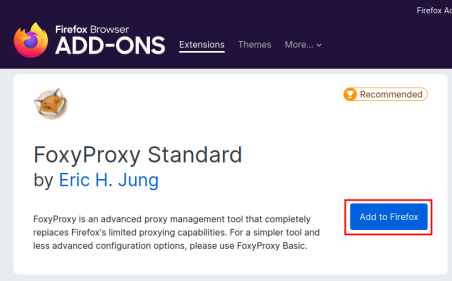 Firefox Ad
Firefox Browser
ADD-ONS Extensions Themes More...
Recommended
FoxyProxy Standard
by Eric H. Jung
FoxyProxy is an advanced proxy management tool that completely
replaces Firefox's limited proxying capabilities. For a simpler tool and
less advanced configuration options, please use FoxyProxy Basic.
Add to Firefox